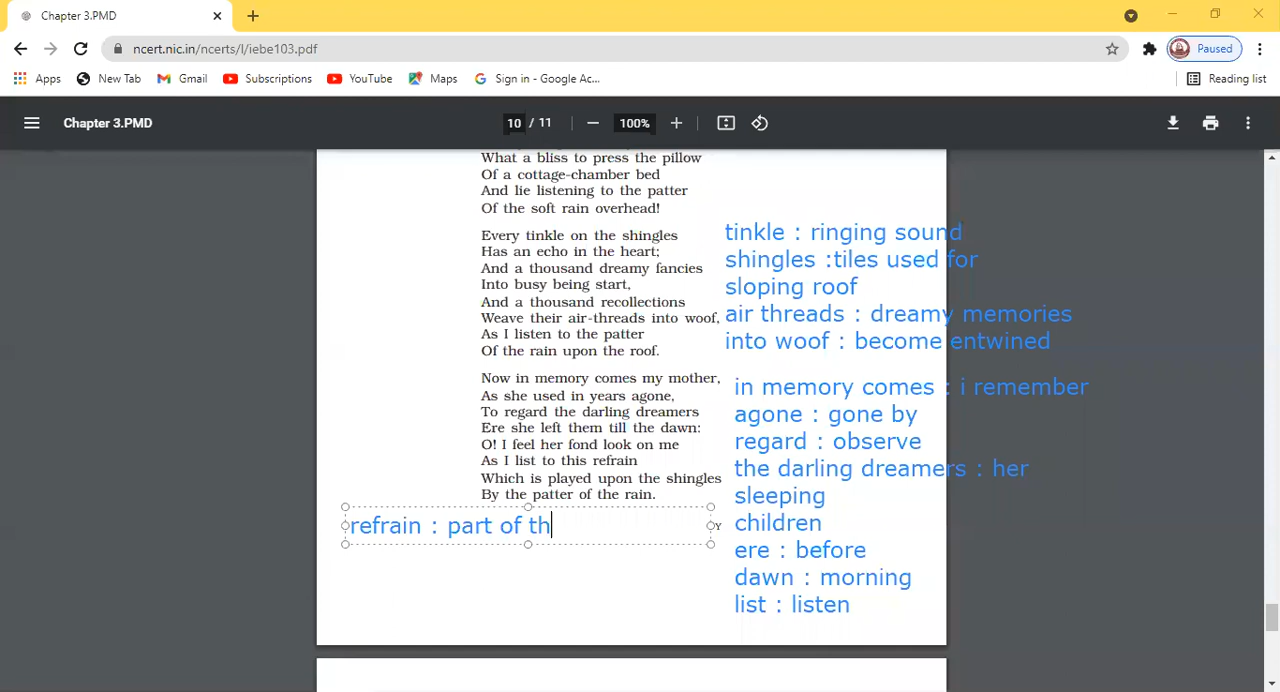 Chapter 3.PMD
ncert.nic.in/ncerts/l/iebe103.pdf
Paused
Apps
New Tab
Gmail
Subscriptions
YouTube
Maps
Sign in - Google Ac...
Reading list
Chapter 3.PMD
10 / 11
100%
What a bliss to press the pillow
Of a cottage-chamber bed
And lie listening to the patter
Of the soft rain overhead!
Every tinkle on the shingles
Has an echo in the heart;
And a thousand dreamy fancies
Into busy being start,
And a thousand recollections
Weave their air-threads into woof,
As I listen to the patter
Of the rain upon the roof.
Now in memory comes my mother,
As she used in years agone,
To regard the darling dreamers
Ere she left them till the dawn:
O! I feel her fond look on me
As I list to this refrain
Which is played upon the shingles
By the patter of the rain.
refrain : part of th
tinkle : ringing sound
shingles :tiles used for
sloping roof
air threads : dreamy memories
into woof : become entwined
in memory comes : i remember
agone : gone by
regard : observe
the darling dreamers : her
sleeping
children
ere : before
dawn : morning
list : listen